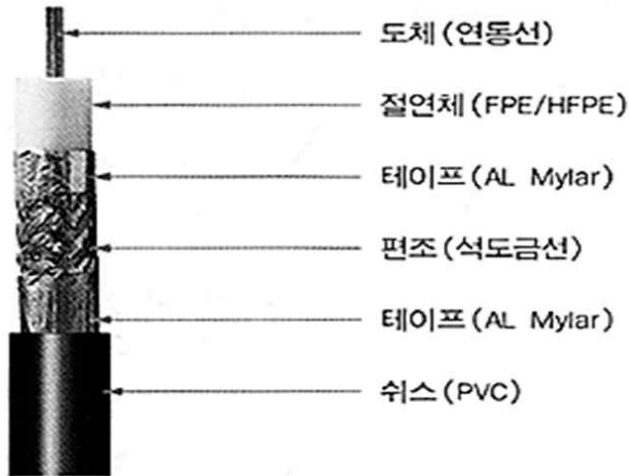 도체(연동선)
절연체(FPE/HFPE)
테이프(AL Mylar)
편조(석도금선)
테이프(AL Mylar)
쉬스(PVC)